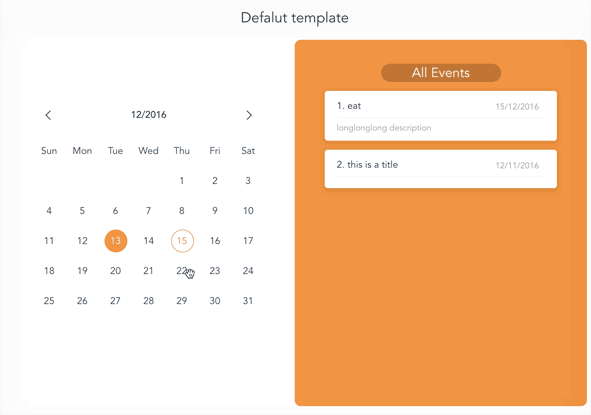 Defalut template
12/2016
Sun Mon Tue Wed Thu Fri Sat
1 2 3
4 5 6 7 8 9 10
11 12 13 14 15 16 17
18 19 20 21 22 23 24
25 26 27 28 29 30 31
All Events
1. eat 15/12/2016
longlonglong description
2. this is a title 12/11/2016